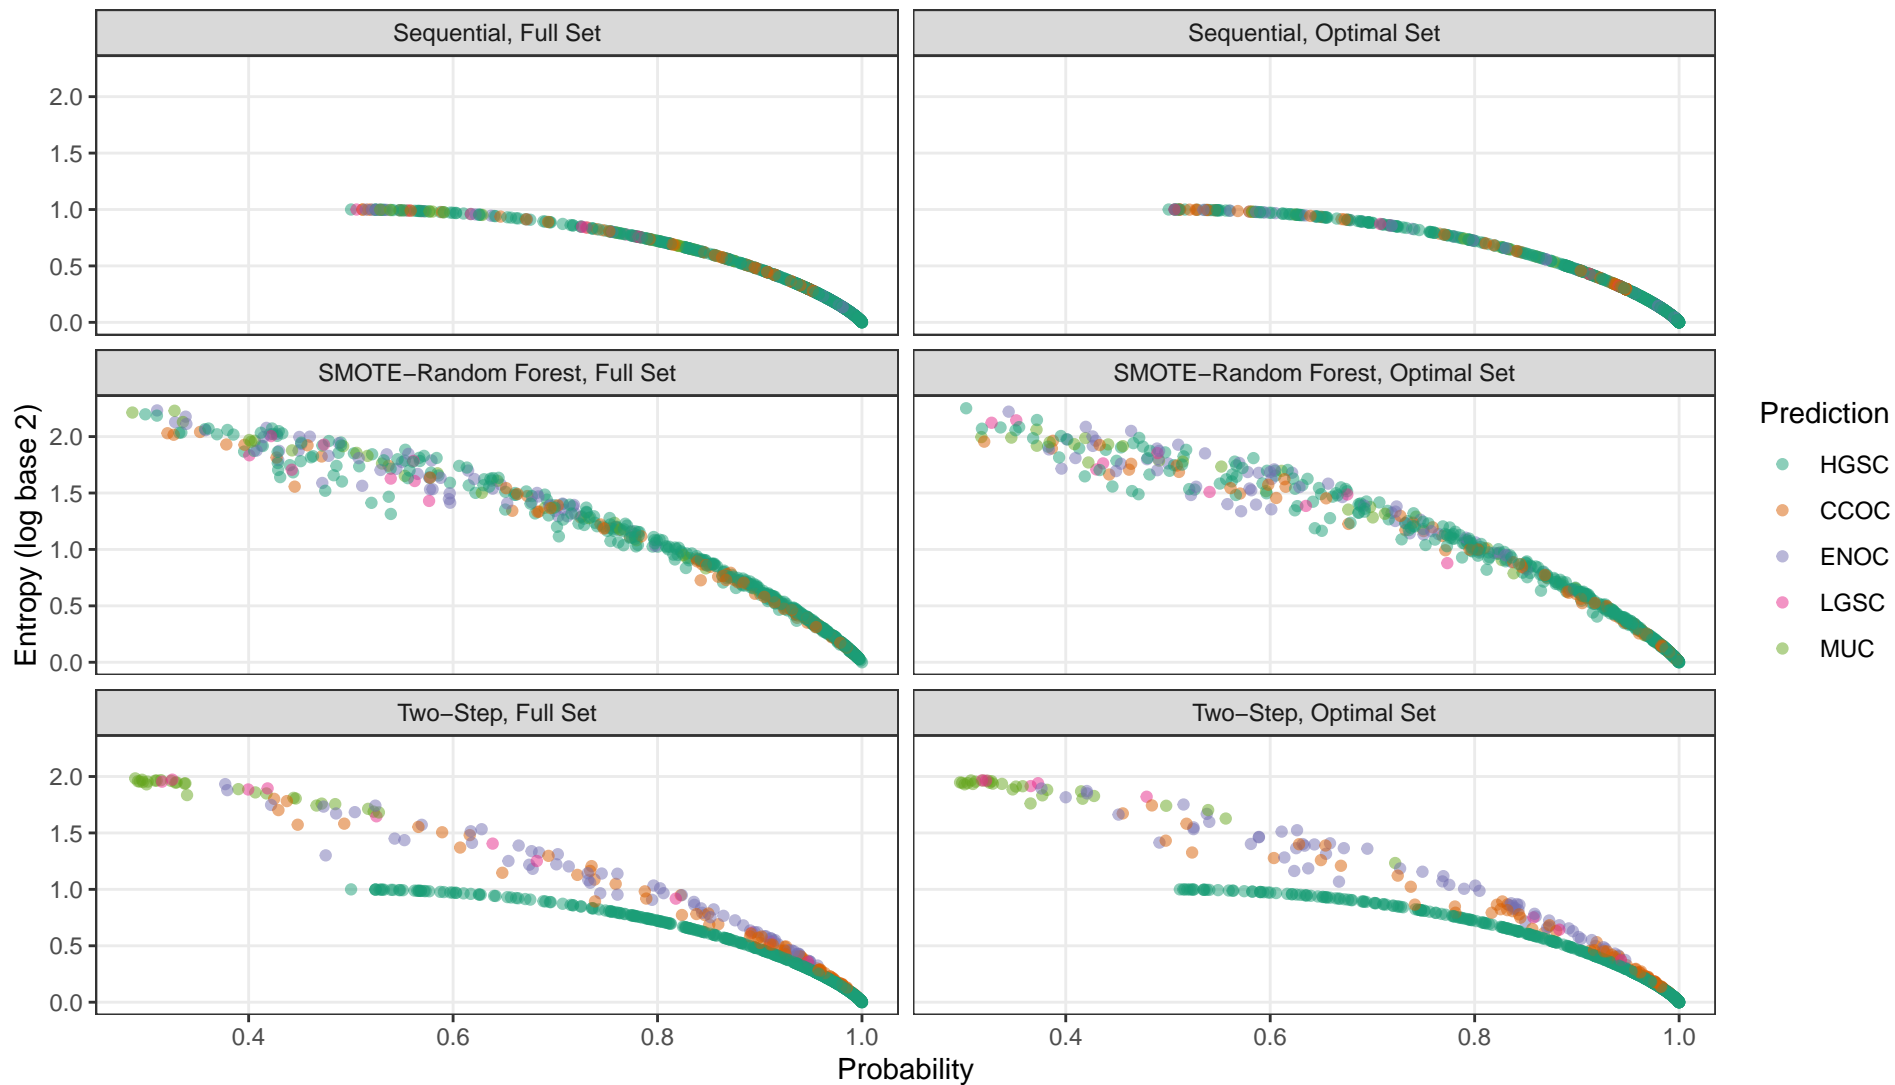 Sequential, Full Set
Sequential, Optimal Set
2.0
1.5
1.0
0.5
0.0
SMOTE−Random Forest, Full Set
SMOTE−Random Forest, Optimal Set
2.0
1.5
1.0
0.5
0.0
Two−Step, Full Set
Two−Step, Optimal Set
2.0
1.5
1.0
0.5
0.0
0.4 0.6 0.8 1.0
0.4 0.6 0.8 1.0
Probability
Entropy (log base 2)
Prediction
HGSC
CCOC
ENOC
LGSC
MUC